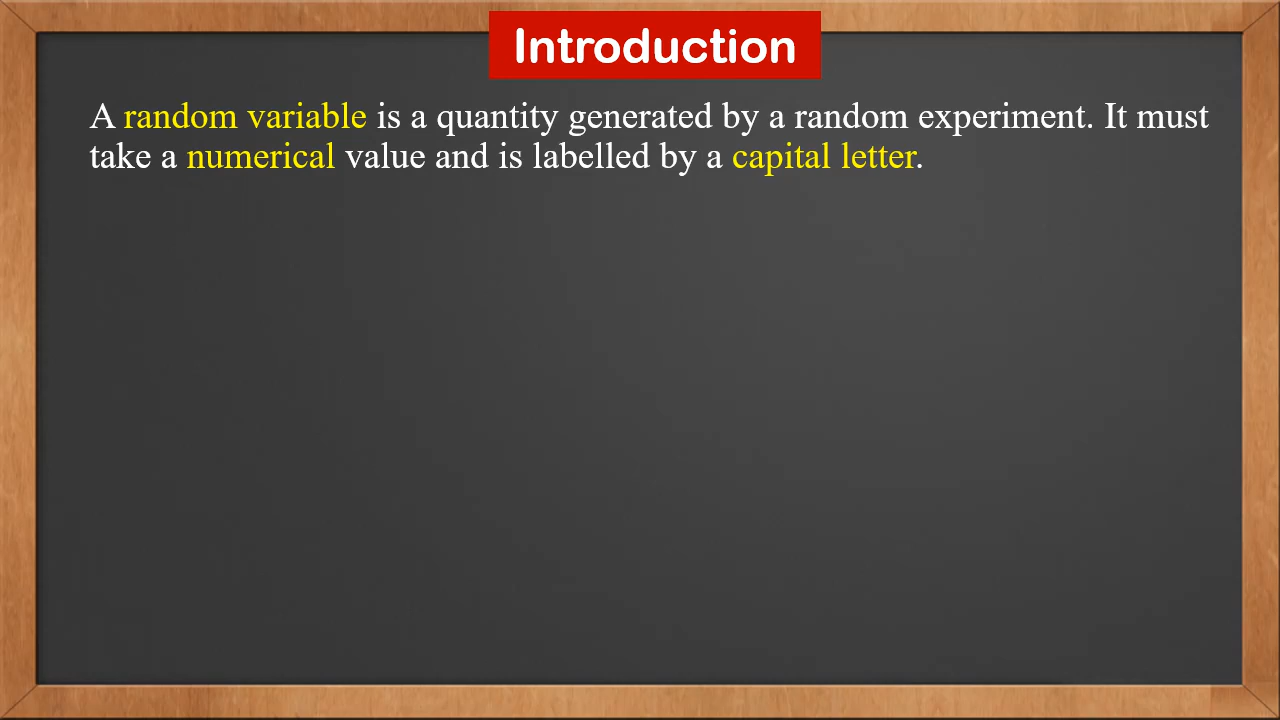 Introduction
A random variable is a quantity generated by a random experiment. It must
take a numerical value and is labelled by a capital letter.